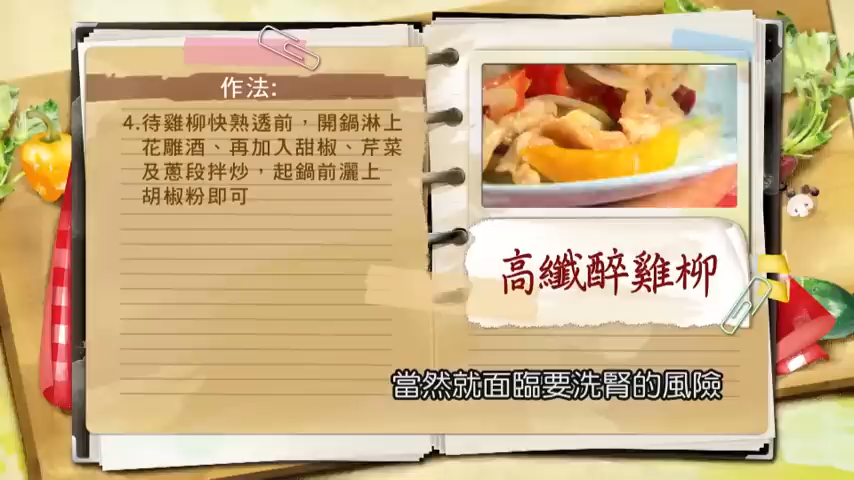 作法:
4.待雞柳快熟透前，開鍋淋上
花雕酒、再加入甜椒、芹菜
及蔥段拌炒，起鍋前灑上
胡椒粉即可
高纖醉雞柳
當然就面臨要洗腎的風險